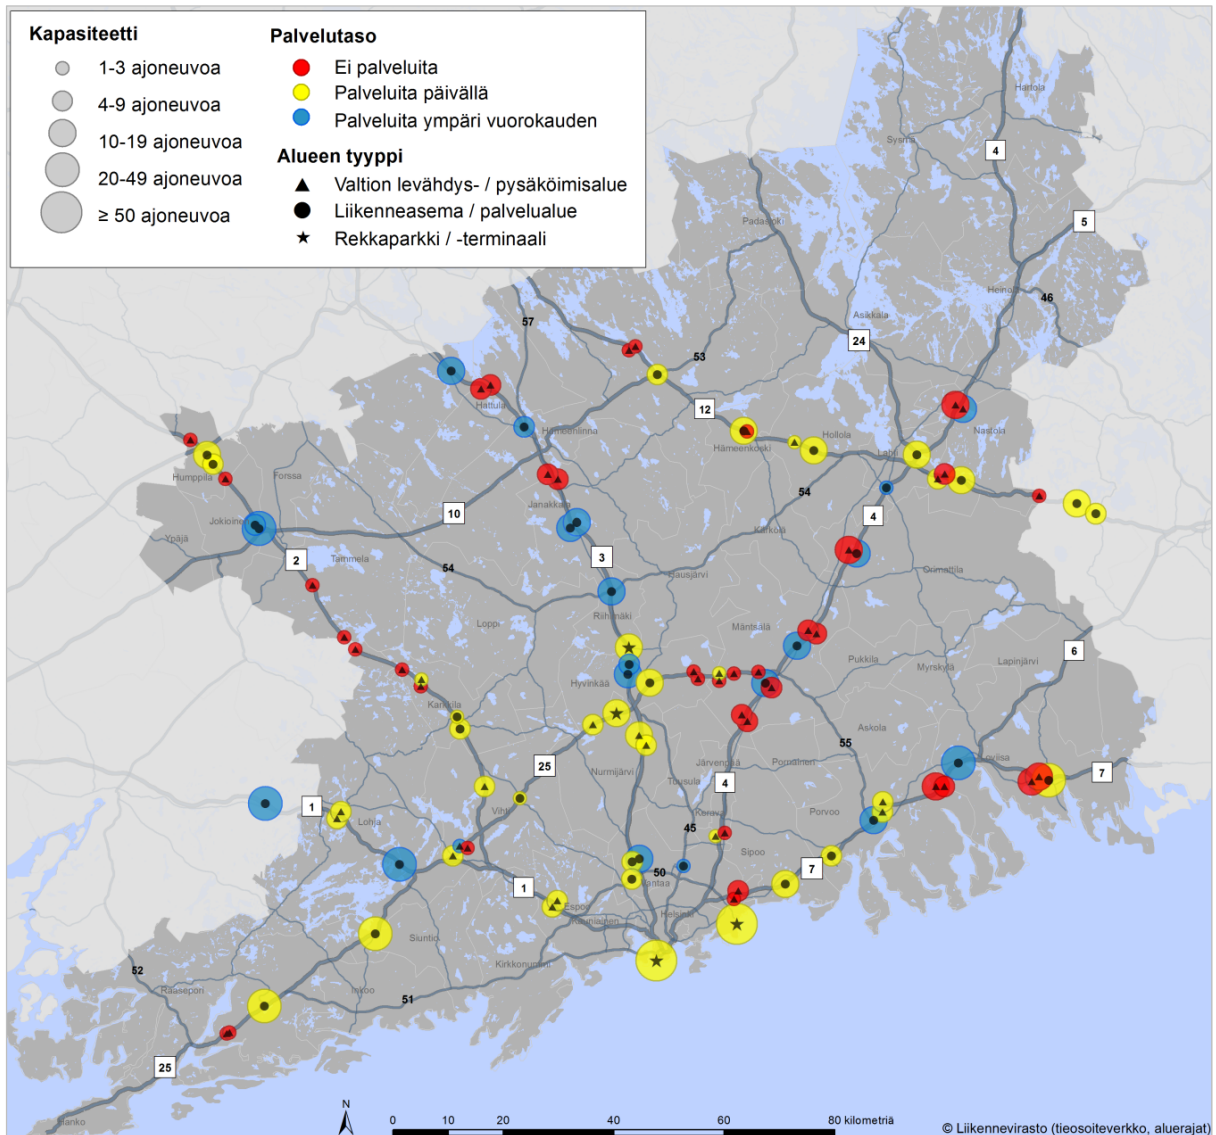 Kapasiteetti
1-3 ajoneuvoa
4-9 ajoneuvoa
10-19 ajoneuvoa
20-49 ajoneuvoa
≥ 50 ajoneuvoa
Palvelutaso
Ei palveluita
Palveluita päivällä
Palveluita ympäri vuorokauden
Alueen tyyppi
Valtion levähdys- / pysäköimisalue
Liikenneasema / palvelualue
Rekkaparkki / -terminaali
Hartola
Sysmä
4
Padasjoki
5
Heinola
46
Asikkala
57
24
53
12
Hattula
Hämeenlinna
Hollola
Hämeenkoski
Nastola
Lahti
Humppila
Forssa
54
Janakkala
10
4
Jokioinen
Ypäjä
Kärkölä
2
Tammela
3
54
Hausjärvi
Orimattila
Riihimäki
Loppi
Mäntsälä
6
Pukkila
Myrskylä
Lapinjärvi
Hyvinkää
Karkkila
Askola
55
25
Nurmijärvi
Järvenpää
Pornainen
Loviisa
7
Tuusula
4
1
Vihti
Kerava
Porvoo
Lohja
45
Sipoo
7
50
Vantaa
1
Espoo
Helsinki
Siuntio
Kirkkonummi
52
Raasepori
Inkoo
51
25
Hanko
N
0 10 20 40 60 80 kilometriä
© Liikennevirasto (tieosoiteverkko, aluerajat)